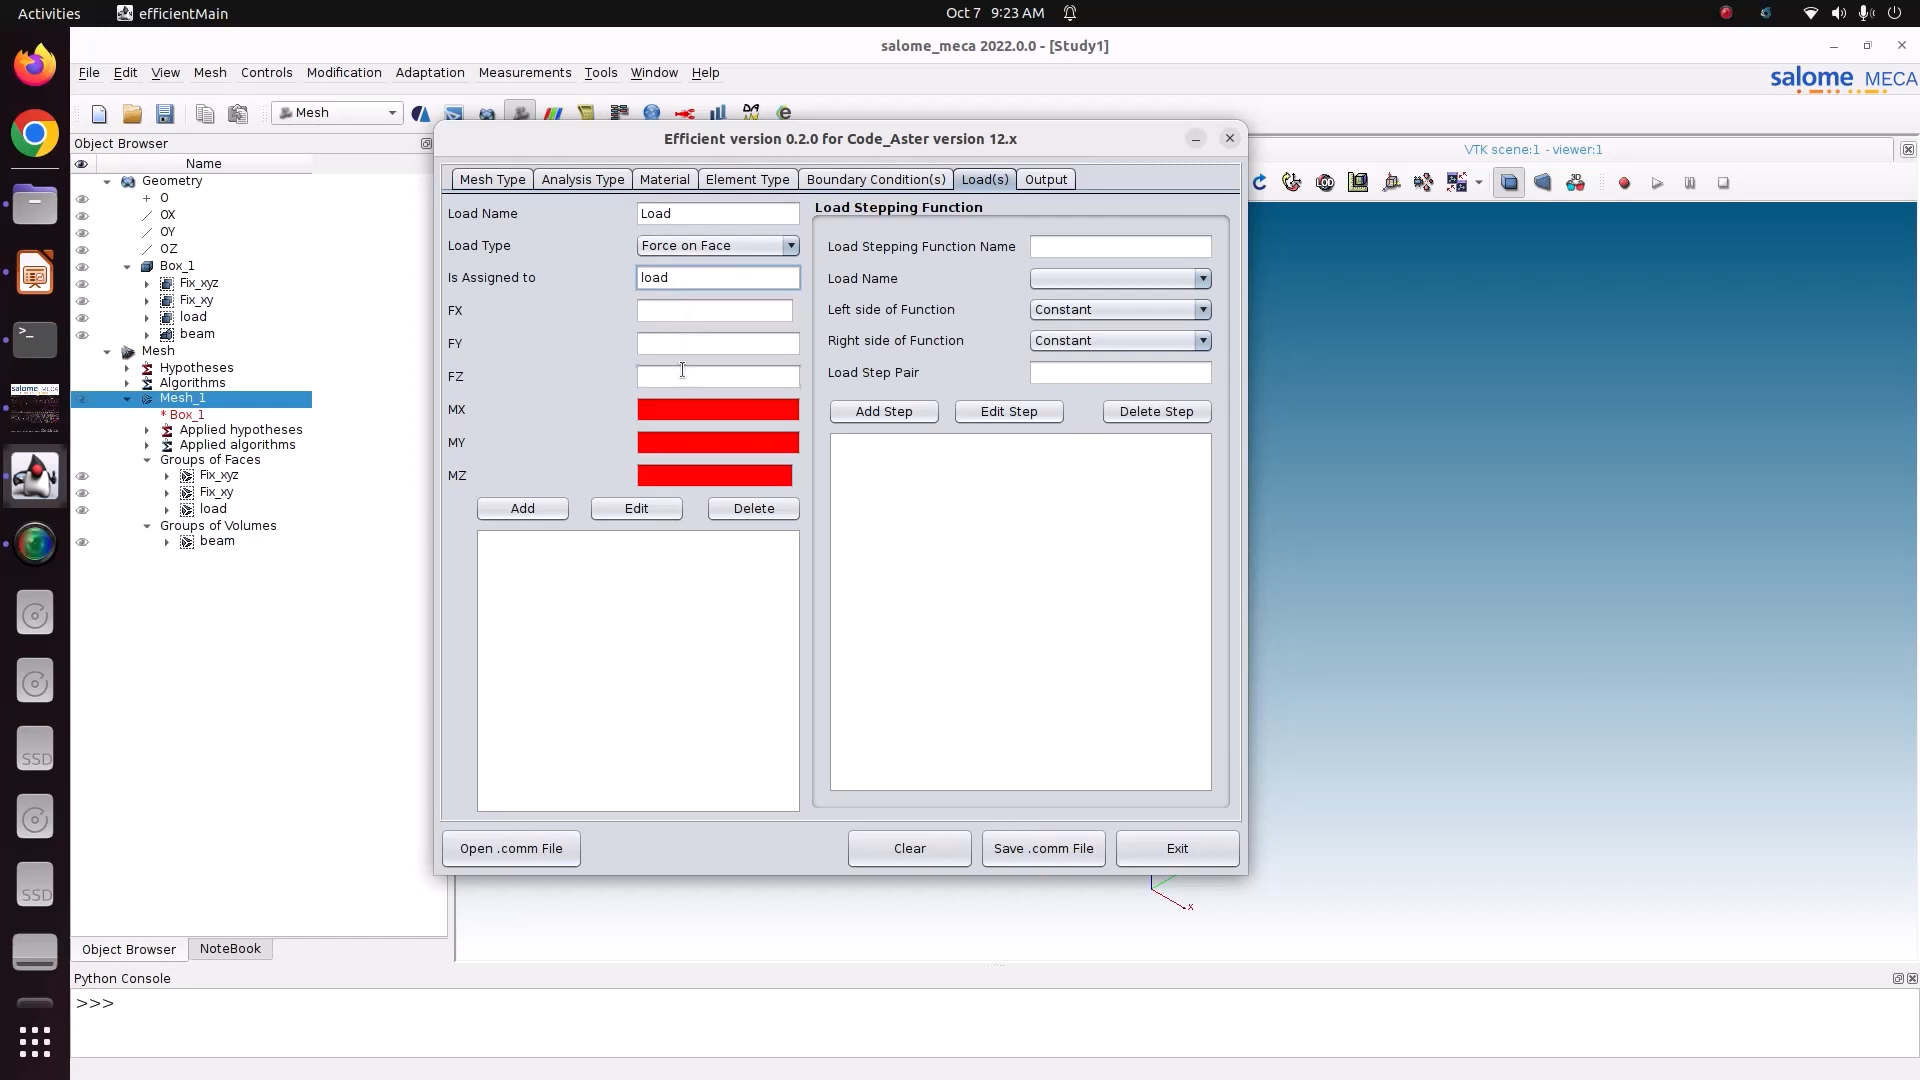 Activities
efficientMain
Oct 7 9:23 AM
salome_meca 2022.0.0 - [Study1]
File Edit View Mesh Controls Modification Adaptation Measurements Tools Window Help
salome MECA
Mesh
Object Browser
Name
Geometry
O
OX
OY
OZ
Box_1
Fix_xyz
Fix_xy
load
beam
Mesh
Hypotheses
Algorithms
Mesh_1
* Box_1
Applied hypotheses
Applied algorithms
Groups of Faces
Fix_xyz
Fix_xy
load
Groups of Volumes
beam
Object Browser
NoteBook
Efficient version 0.2.0 for Code_Aster version 12.x
Mesh Type
Analysis Type
Material
Element Type
Boundary Condition(s)
Load(s)
Output
Load Name
Load
Load Type
Force on Face
Is Assigned to
load
FX
FY
FZ
MX
MY
MZ
Add
Edit
Delete
Load Stepping Function
Load Stepping Function Name
Load Name
Left side of Function
Constant
Right side of Function
Constant
Load Step Pair
Add Step
Edit Step
Delete Step
Open .comm File
Clear
Save .comm File
Exit
VTK scene:1 - viewer:1
x
SSD
SSD
Python Console
>>>